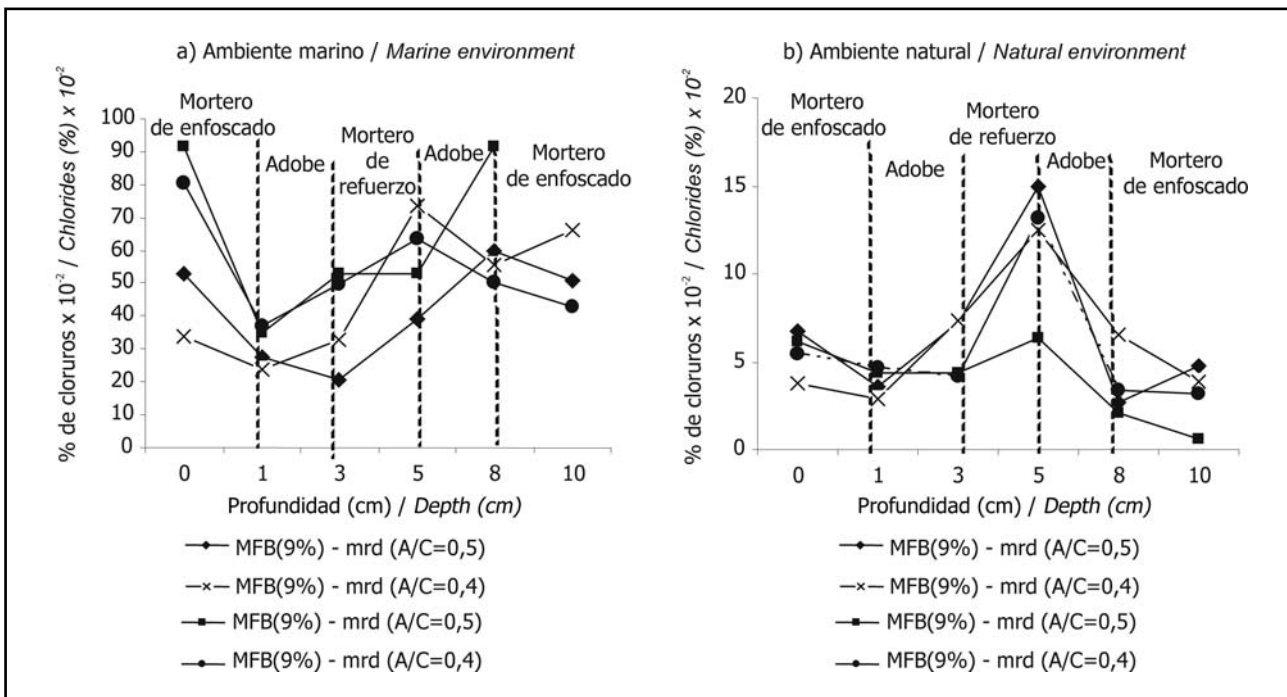 a) Ambiente marino / Marine environment
% de cloruros x 10⁻² / Chlorides (%) x 10⁻²
100
90
80
70
60
50
40
30
20
10
0
Mortero
de enfoscado
Adobe
Mortero
de
refuerzo
Adobe
Mortero
de enfoscado
0 1 3 5 8 10
Profundidad (cm) / Depth (cm)
MFB(9%) - mrd (A/C=0,5)
MFB(9%) - mrd (A/C=0,4)
MFB(9%) - mrd (A/C=0,5)
MFB(9%) - mrd (A/C=0,4)
b) Ambiente natural / Natural environment
% de cloruros x 10⁻² / Chlorides (%) x 10⁻²
20
15
10
5
0
Mortero
de enfoscado
Adobe
Mortero
de refuerzo
Adobe
Mortero
de enfoscado
0 1 3 5 8 10
Profundidad (cm) / Depth (cm)
MFB(9%) - mrd (A/C=0,5)
MFB(9%) - mrd (A/C=0,4)
MFB(9%) - mrd (A/C=0,5)
MFB(9%) - mrd (A/C=0,4)